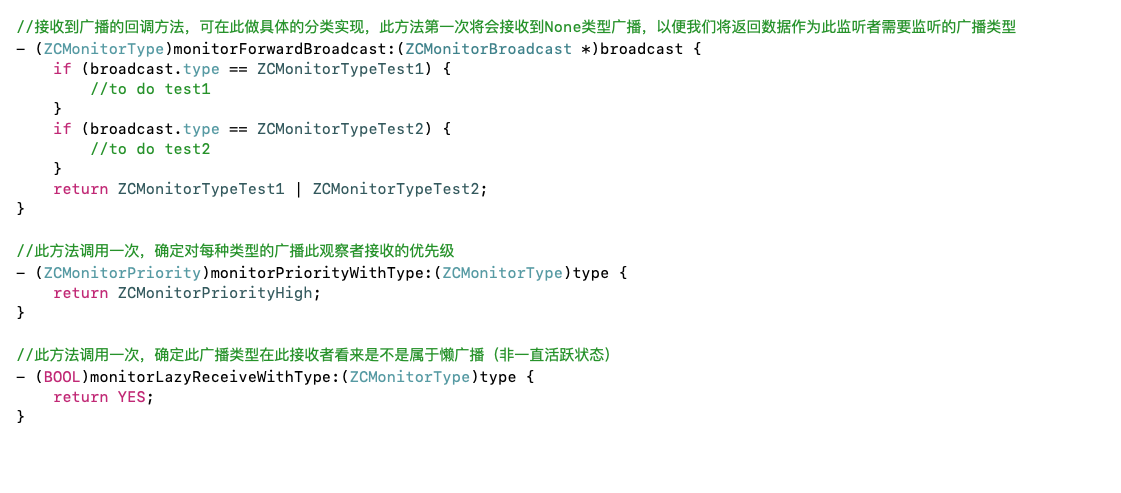 //接收到广播的回调方法，可在此做具体的分类实现，此方法第一次将会接收到None类型广播，以便我们将返回数据作为此监听者需要监听的广播类型
- (ZCMonitorType)monitorForwardBroadcast:(ZCMonitorBroadcast *)broadcast {
    if (broadcast.type == ZCMonitorTypeTest1) {
        //to do test1
    }
    if (broadcast.type == ZCMonitorTypeTest2) {
        //to do test2
    }
    return ZCMonitorTypeTest1 | ZCMonitorTypeTest2;
}
//此方法调用一次，确定对每种类型的广播此观察者接收的优先级
- (ZCMonitorPriority)monitorPriorityWithType:(ZCMonitorType)type {
    return ZCMonitorPriorityHigh;
}
//此方法调用一次，确定此广播类型在此接收者看来是不是属于懒广播（非一直活跃状态）
- (BOOL)monitorLazyReceiveWithType:(ZCMonitorType)type {
    return YES;
}